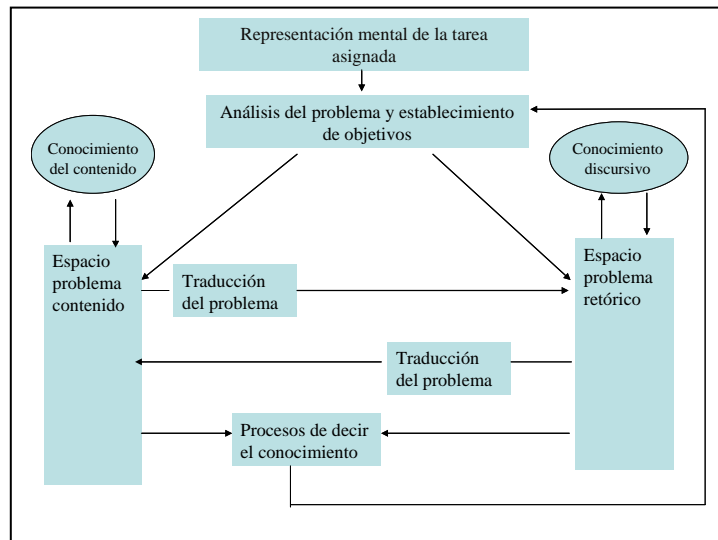 Representación mental de la tarea
asignada
Análisis del problema y establecimiento
de objetivos
Conocimiento
del contenido
Conocimiento
discursivo
Espacio
problema
contenido
Traducción
del problema
Espacio
problema
retórico
Traducción
del problema
Procesos de decir
el conocimiento